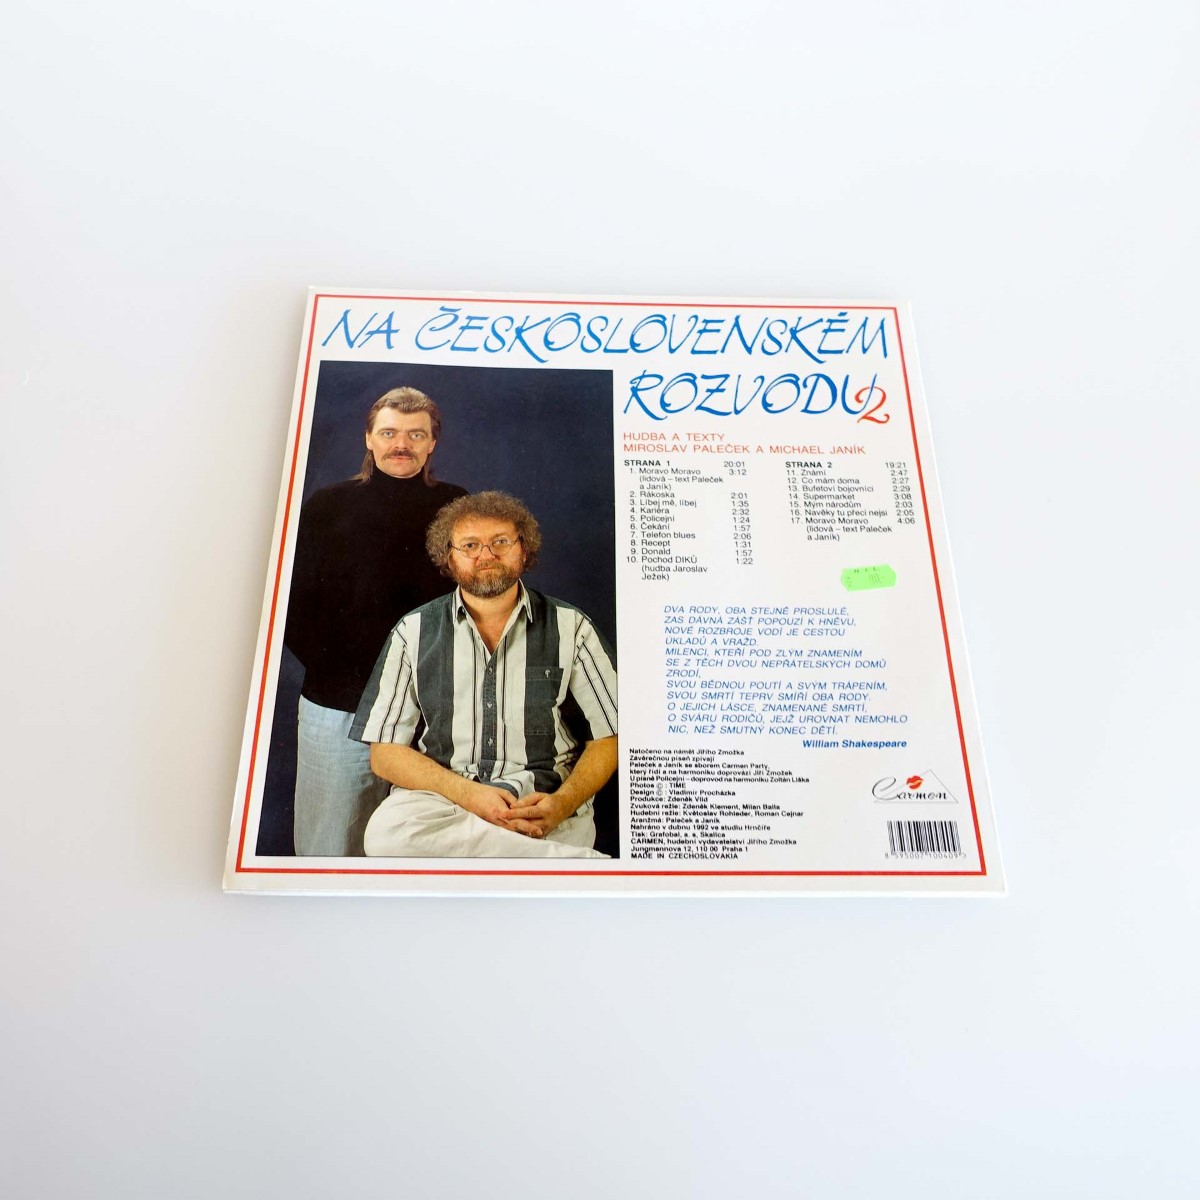 NA ČESKOSLOVENSKÉM
ROZVODU 2
HUDBA A TEXTY
MIROSLAV PALEČEK A MICHAEL JANÍK
STRANA 1 20:01
1. Moravo Moravo 3:12
(lidová – text Paleček
a Janík)
2. Rákoska 2:01
3. Líbej mě, líbej 1:35
4. Kariéra 2:32
5. Policejní 1:24
6. Čekání 1:57
7. Telefon blues 2:06
8. Recept 1:31
9. Donald 1:57
10. Pochod DIKŮ 1:22
(hudba Jaroslav
Ježek)
STRANA 2 19:21
11. Známí 2:47
12. Co mám doma 2:27
13. Bufetoví bojovníci 2:29
14. Supermarket 3:08
15. Mým národům 2:03
16. Navěky tu přeci nejsi 2:05
17. Moravo Moravo 4:06
(lidová – text Paleček
a Janík)
DVA RODY, OBA STEJNĚ PROSLULÉ,
ZAS DÁVNÁ ZÁŠŤ POPOUZÍ K HNĚVU,
NOVÉ ROZBROJE VODÍ JE CESTOU
ÚKLADŮ A VRAŽD.
MILENCI, KTEŘÍ POD ZLÝM ZNAMENÍM
SE Z TĚCH DVOU NEPŘÁTELSKÝCH DOMŮ
ZRODÍ,
SVOU BĚDNOU POUTÍ A SVÝM TRÁPENÍM,
SVOU SMRTÍ TEPRV SMÍŘÍ OBA RODY.
O JEJICH LÁSCE, ZNAMENANÉ SMRTÍ,
O SVÁRU RODIČŮ, JEJŽ UROVNAT NEMOHLO
NIC, NEŽ SMUTNÝ KONEC DĚTÍ.
William Shakespeare
Natočeno na námět Jiřího Zmožka
Závěrečnou píseň zpívají
Paleček a Janík se sborem Carmen Party,
který řídí a na harmoniku doprovází Jiří Zmožek
U písně Policejní – doprovod na harmoniku Zoltán Liška
Photos © : TIME
Design © : Vladimír Procházka
Produkce: Zdeněk Vlid
Zvuková režie: Zdeněk Klement, Milan Balla
Hudební režie: Květoslav Rohleder, Roman Cejnar
Aranžmá: Paleček a Janík
Nahráno v dubnu 1992 ve studiu Hrnčíře
Tisk: Grafobal, a. s, Skalica
CARMEN, hudební vydavatelství Jiřího Zmožka
Jungmannova 12, 110 00 Praha 1
MADE IN CZECHOSLOVAKIA
Carmen
8 595007 100409